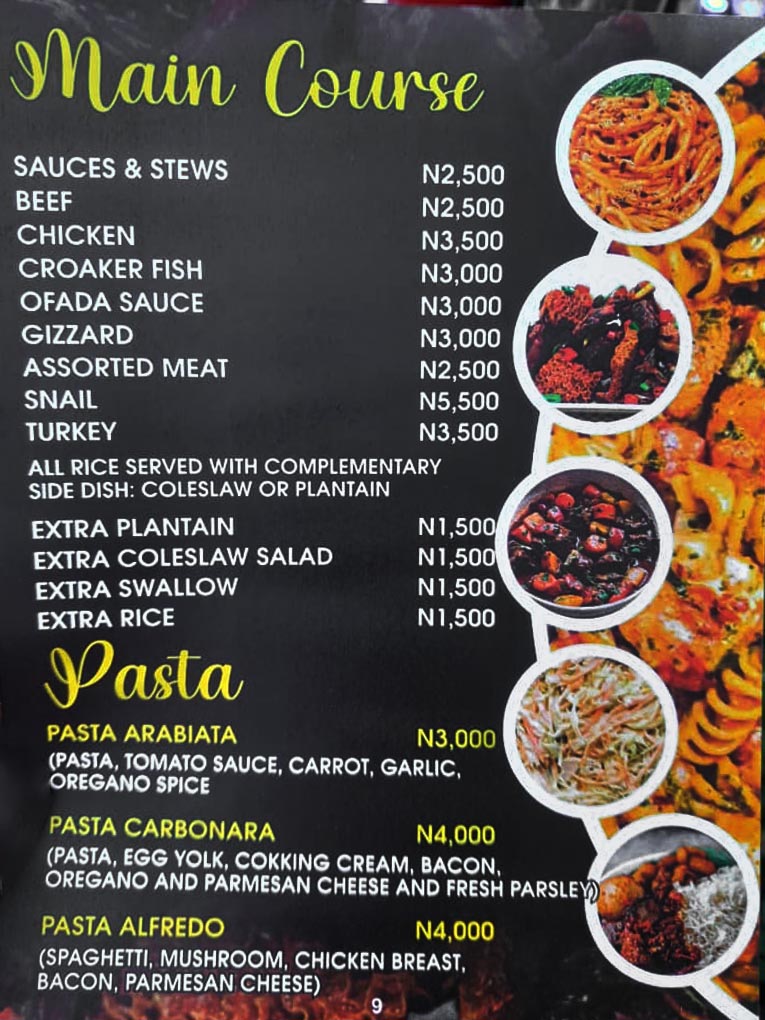 Main Course
SAUCES & STEWS N2,500
BEEF N2,500
CHICKEN N3,500
CROAKER FISH N3,000
OFADA SAUCE N3,000
GIZZARD N3,000
ASSORTED MEAT N2,500
SNAIL N5,500
TURKEY N3,500
ALL RICE SERVED WITH COMPLEMENTARY
SIDE DISH: COLESLAW OR PLANTAIN
EXTRA PLANTAIN N1,500
EXTRA COLESLAW SALAD N1,500
EXTRA SWALLOW N1,500
EXTRA RICE N1,500
Pasta
PASTA ARABIATA N3,000
(PASTA, TOMATO SAUCE, CARROT, GARLIC,
OREGANO SPICE
PASTA CARBONARA N4,000
(PASTA, EGG YOLK, COKKING CREAM, BACON,
OREGANO AND PARMESAN CHEESE AND FRESH PARSLEY)
PASTA ALFREDO N4,000
(SPAGHETTI, MUSHROOM, CHICKEN BREAST,
BACON, PARMESAN CHEESE)
9